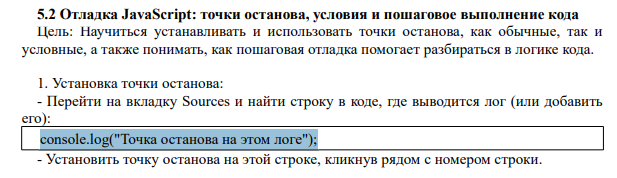 5.2 Отладка JavaScript: точки останова, условия и пошаговое выполнение кода
Цель: Научиться устанавливать и использовать точки останова, как обычные, так и
условные, а также понимать, как пошаговая отладка помогает разбираться в логике кода.
1. Установка точки останова:
- Перейти на вкладку Sources и найти строку в коде, где выводится лог (или добавить
его):
console.log("Точка останова на этом логе");
- Установить точку останова на этой строке, кликнув рядом с номером строки.